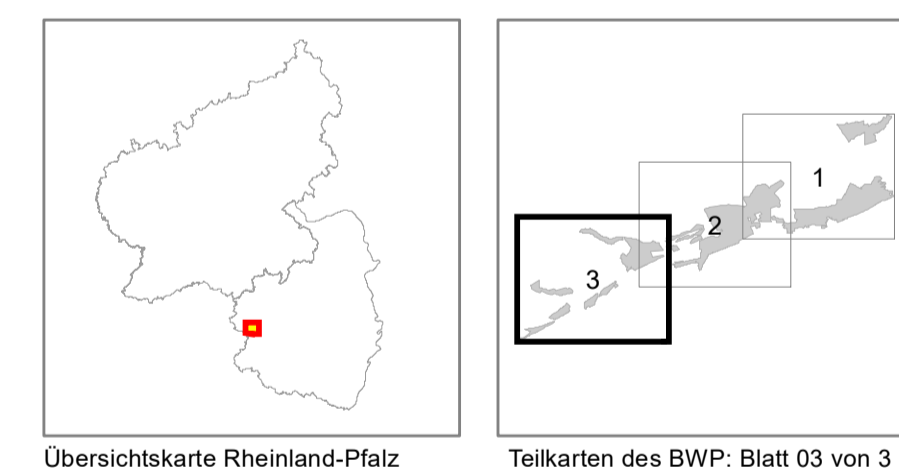 1
2
3
Übersichtskarte Rheinland-Pfalz
Teilkarten des BWP: Blatt 03 von 3